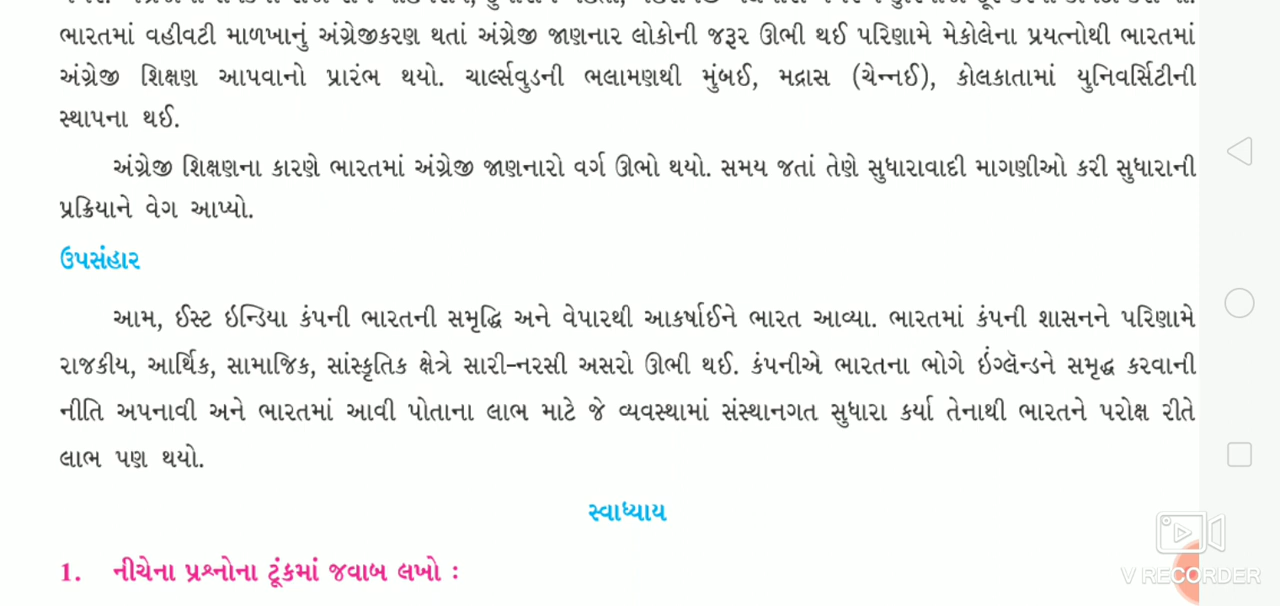 ભારતમાં વહીવટી માળખાનું અંગ્રેજીકરણ થતાં અંગ્રેજી જાણનાર લોકોની જરૂર ઊભી થઈ પરિણામે મેકોલેના પ્રયત્નોથી ભારતમાં
અંગ્રેજી શિક્ષણ આપવાનો પ્રારંભ થયો. ચાર્લ્સવુડની ભલામણથી મુંબઈ, મદ્રાસ (ચેન્નઈ), કોલકાતામાં યુનિવર્સિટીની
સ્થાપના થઈ.
અંગ્રેજી શિક્ષણના કારણે ભારતમાં અંગ્રેજી જાણનારો વર્ગ ઊભો થયો. સમય જતાં તેણે સુધારાવાદી માગણીઓ કરી સુધારાની
પ્રક્રિયાને વેગ આપ્યો.
ઉપસંહાર
આમ, ઈસ્ટ ઇન્ડિયા કંપની ભારતની સમૃદ્ધિ અને વેપારથી આકર્ષાઈને ભારત આવ્યા. ભારતમાં કંપની શાસનને પરિણામે
રાજકીય, આર્થિક, સામાજિક, સાંસ્કૃતિક ક્ષેત્રે સારી-નરસી અસરો ઊભી થઈ. કંપનીએ ભારતના ભોગે ઇંગ્લૅન્ડને સમૃદ્ધ કરવાની
નીતિ અપનાવી અને ભારતમાં આવી પોતાના લાભ માટે જે વ્યવસ્થામાં સંસ્થાનગત સુધારા કર્યા તેનાથી ભારતને પરોક્ષ રીતે
લાભ પણ થયો.
સ્વાધ્યાય
1. નીચેના પ્રશ્નોના ટૂંકમાં જવાબ લખો :
V RECORDER